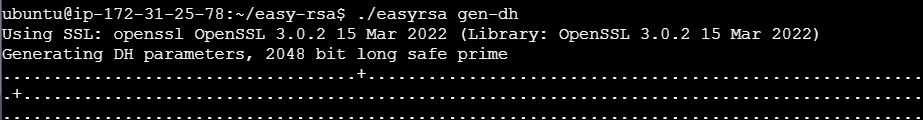 ubuntu@ip-172-31-25-78:~/easy-rsa$ ./easyrsa gen-dh
Using SSL: openssl OpenSSL 3.0.2 15 Mar 2022 (Library: OpenSSL 3.0.2 15 Mar 2022)
Generating DH parameters, 2048 bit long safe prime
...................................+.......................................................
.+.........................................................................................
...........................................................................................